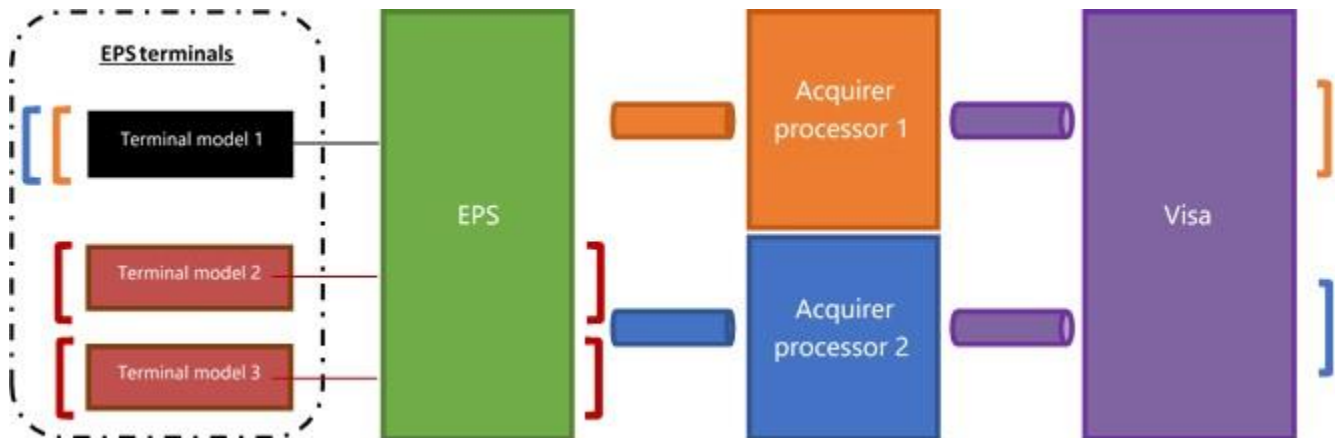 EPS terminals
Terminal model 1
Terminal model 2
Terminal model 3
EPS
Acquirer
processor 1
Acquirer
processor 2
Visa